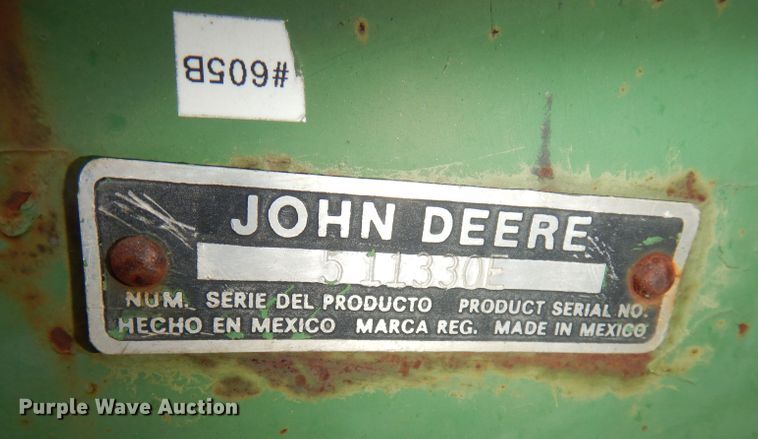 #605B
JOHN DEERE
5 11330E
NUM. SERIE DEL PRODUCTO PRODUCT SERIAL NO.
HECHO EN MEXICO MARCA REG. MADE IN MEXICO
Purple Wave Auction